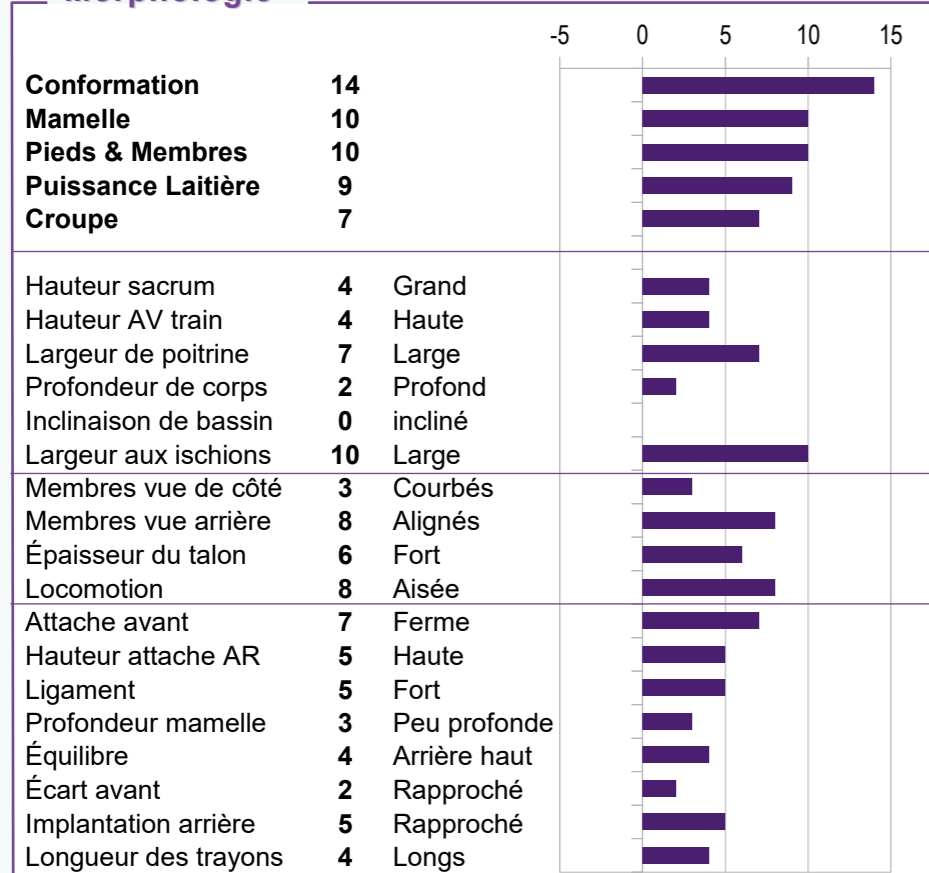 Morphologie
-5 0 5 10 15
Conformation 14
Mamelle 10
Pieds & Membres 10
Puissance Laitière 9
Croupe 7
Hauteur sacrum 4 Grand
Hauteur AV train 4 Haute
Largeur de poitrine 7 Large
Profondeur de corps 2 Profond
Inclinaison de bassin 0 incliné
Largeur aux ischions 10 Large
Membres vue de côté 3 Courbés
Membres vue arrière 8 Alignés
Épaisseur du talon 6 Fort
Locomotion 8 Aisée
Attache avant 7 Ferme
Hauteur attache AR 5 Haute
Ligament 5 Fort
Profondeur mamelle 3 Peu profonde
Équilibre 4 Arrière haut
Écart avant 2 Rapproché
Implantation arrière 5 Rapproché
Longueur des trayons 4 Longs